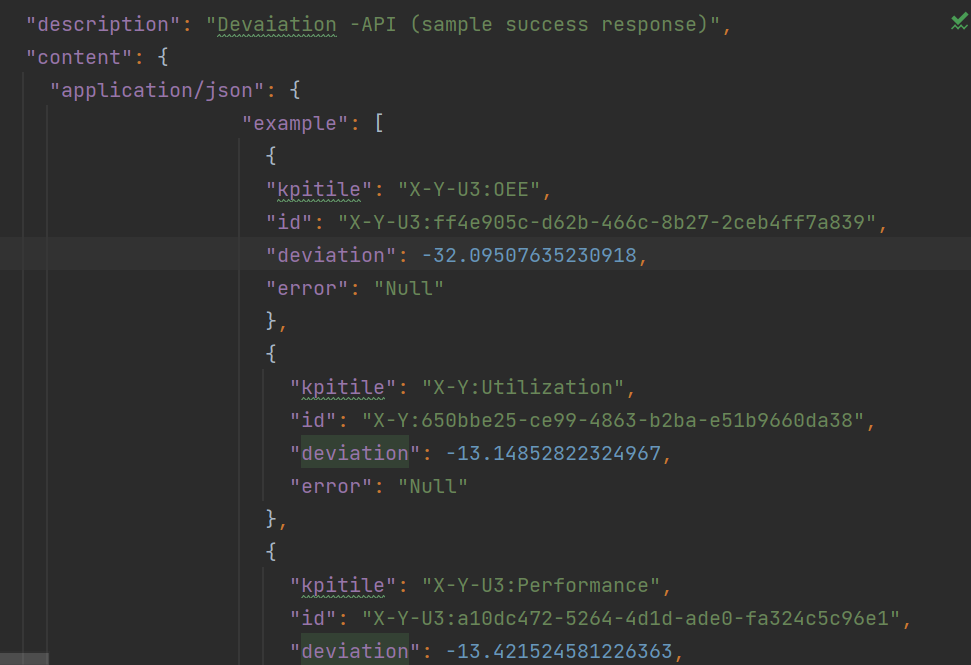 "description": "Devaiation -API (sample success response)",
"content": {
"application/json": {
"example": [
{
"kpitile": "X-Y-U3:OEE",
"id": "X-Y-U3:ff4e905c-d62b-466c-8b27-2ceb4ff7a839",
"deviation": -32.09507635230918,
"error": "Null"
},
{
"kpitile": "X-Y:Utilization",
"id": "X-Y:650bbe25-ce99-4863-b2ba-e51b9660da38",
"deviation": -13.14852822324967,
"error": "Null"
},
{
"kpitile": "X-Y-U3:Performance",
"id": "X-Y-U3:a10dc472-5264-4d1d-ade0-fa324c5c96e1",
"deviation": -13.421524581226363,